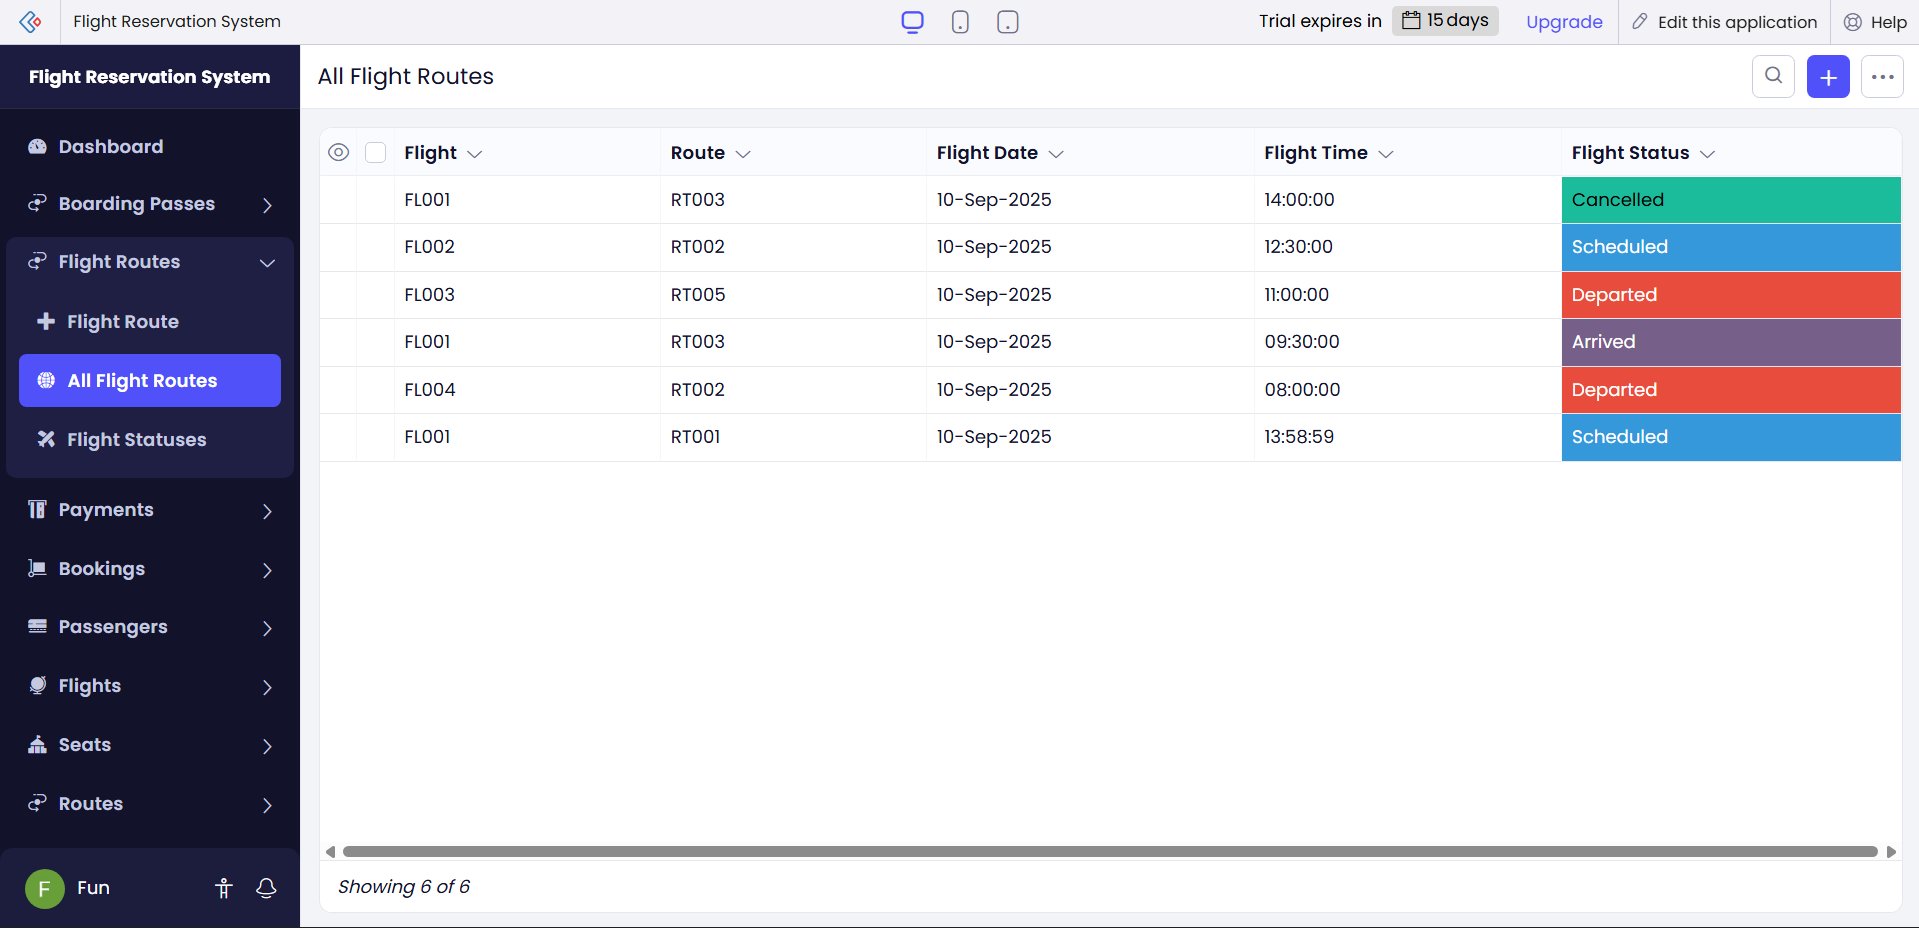 Flight Reservation System
Trial expires in 15 days Upgrade Edit this application Help
Flight Reservation System
All Flight Routes
Dashboard
Boarding Passes
Flight Routes
Flight Route
All Flight Routes
Flight Statuses
Payments
Bookings
Passengers
Flights
Seats
Routes
F Fun
Flight Route Flight Date Flight Time Flight Status
FL001 RT003 10-Sep-2025 14:00:00 Cancelled
FL002 RT002 10-Sep-2025 12:30:00 Scheduled
FL003 RT005 10-Sep-2025 11:00:00 Departed
FL001 RT003 10-Sep-2025 09:30:00 Arrived
FL004 RT002 10-Sep-2025 08:00:00 Departed
FL001 RT001 10-Sep-2025 13:58:59 Scheduled
Showing 6 of 6